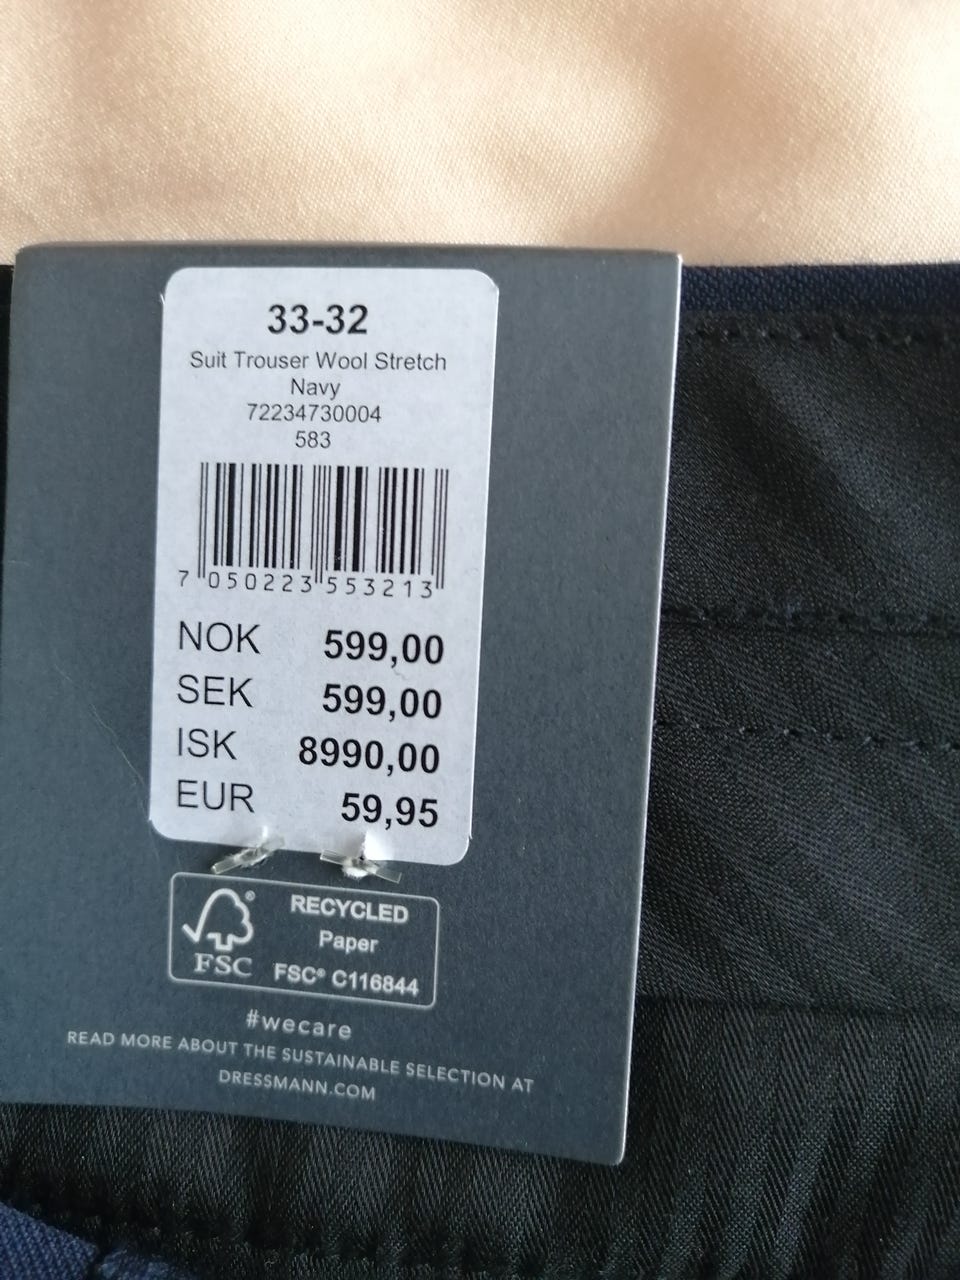 33-32
Suit Trouser Wool Stretch
Navy
72234730004
583
7 050223 553213
NOK 599,00
SEK 599,00
ISK 8990,00
EUR 59,95
FSC®
RECYCLED
Paper
FSC® C116844
#wecare
READ MORE ABOUT THE SUSTAINABLE SELECTION AT
DRESSMANN.COM